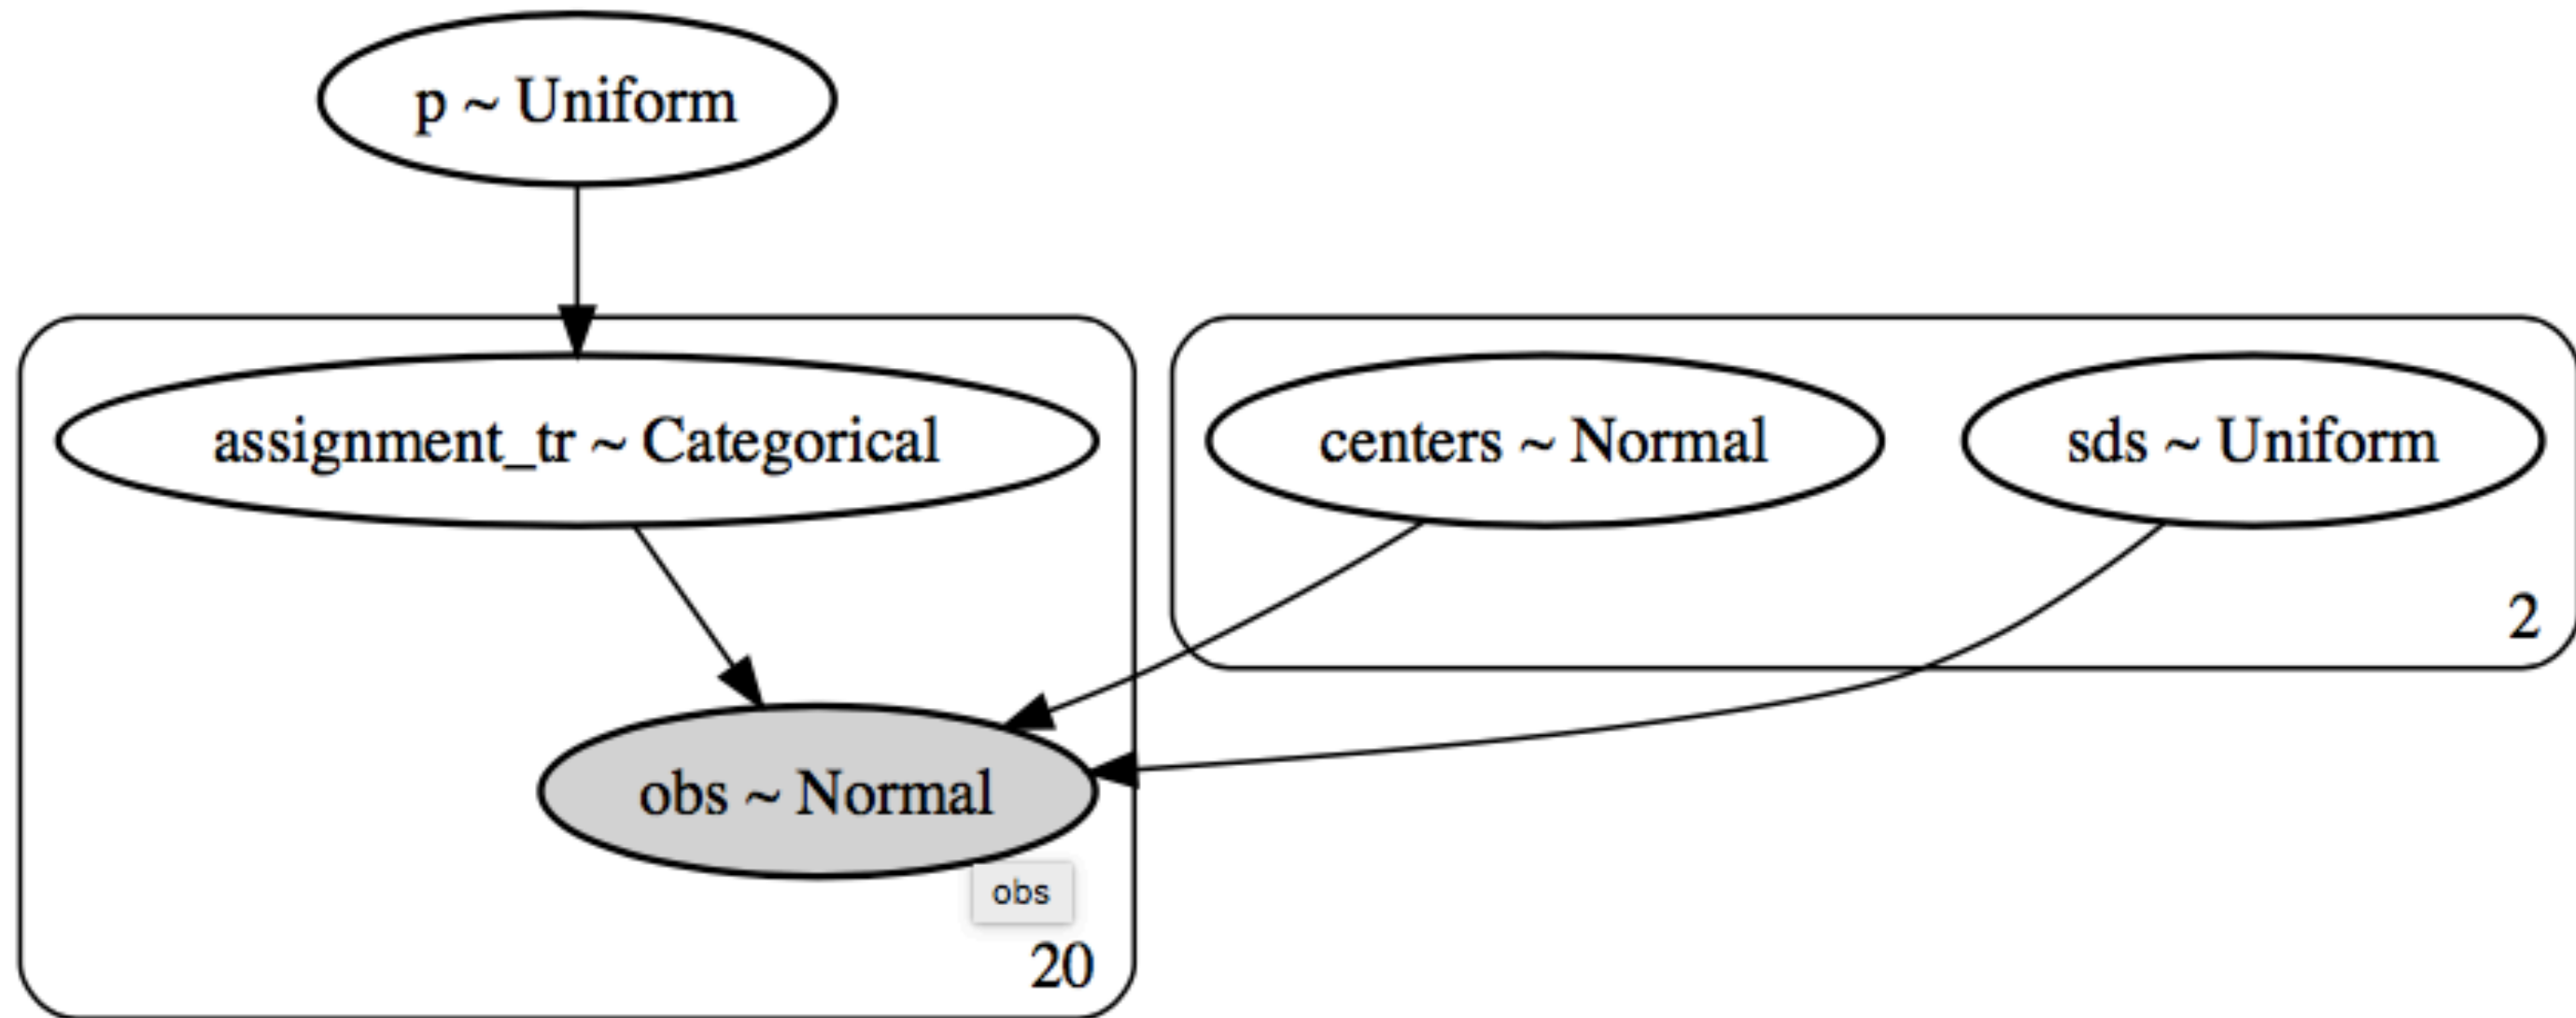 p ~ Uniform
assignment_tr ~ Categorical
centers ~ Normal
sds ~ Uniform
2
obs ~ Normal
obs
20